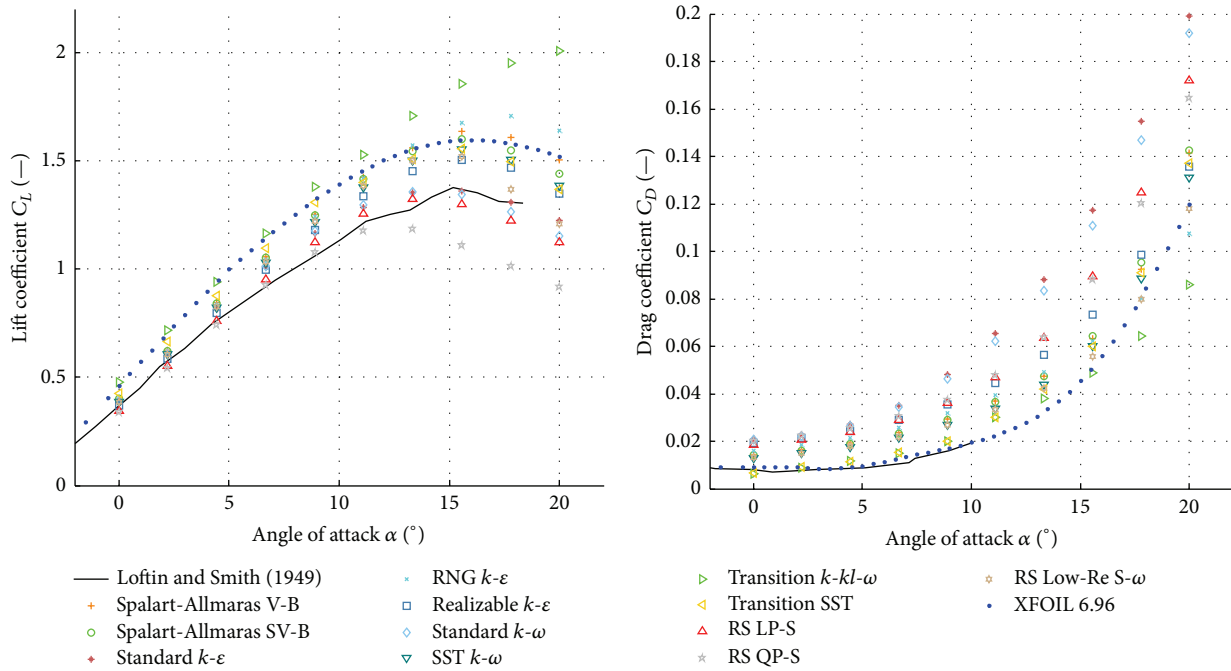 2
1.5
1
0.5
0
Lift coefficient C_L (—)
0
5
10
15
20
Angle of attack α (°)
0.2
0.18
0.16
0.14
0.12
0.1
0.08
0.06
0.04
0.02
0
Drag coefficient C_D (—)
0
5
10
15
20
Angle of attack α (°)
Loftin and Smith (1949)
Spalart-Allmaras V-B
Spalart-Allmaras SV-B
Standard k-ε
RNG k-ε
Realizable k-ε
Standard k-ω
SST k-ω
Transition k-kl-ω
Transition SST
RS LP-S
RS QP-S
RS Low-Re S-ω
XFOIL 6.96